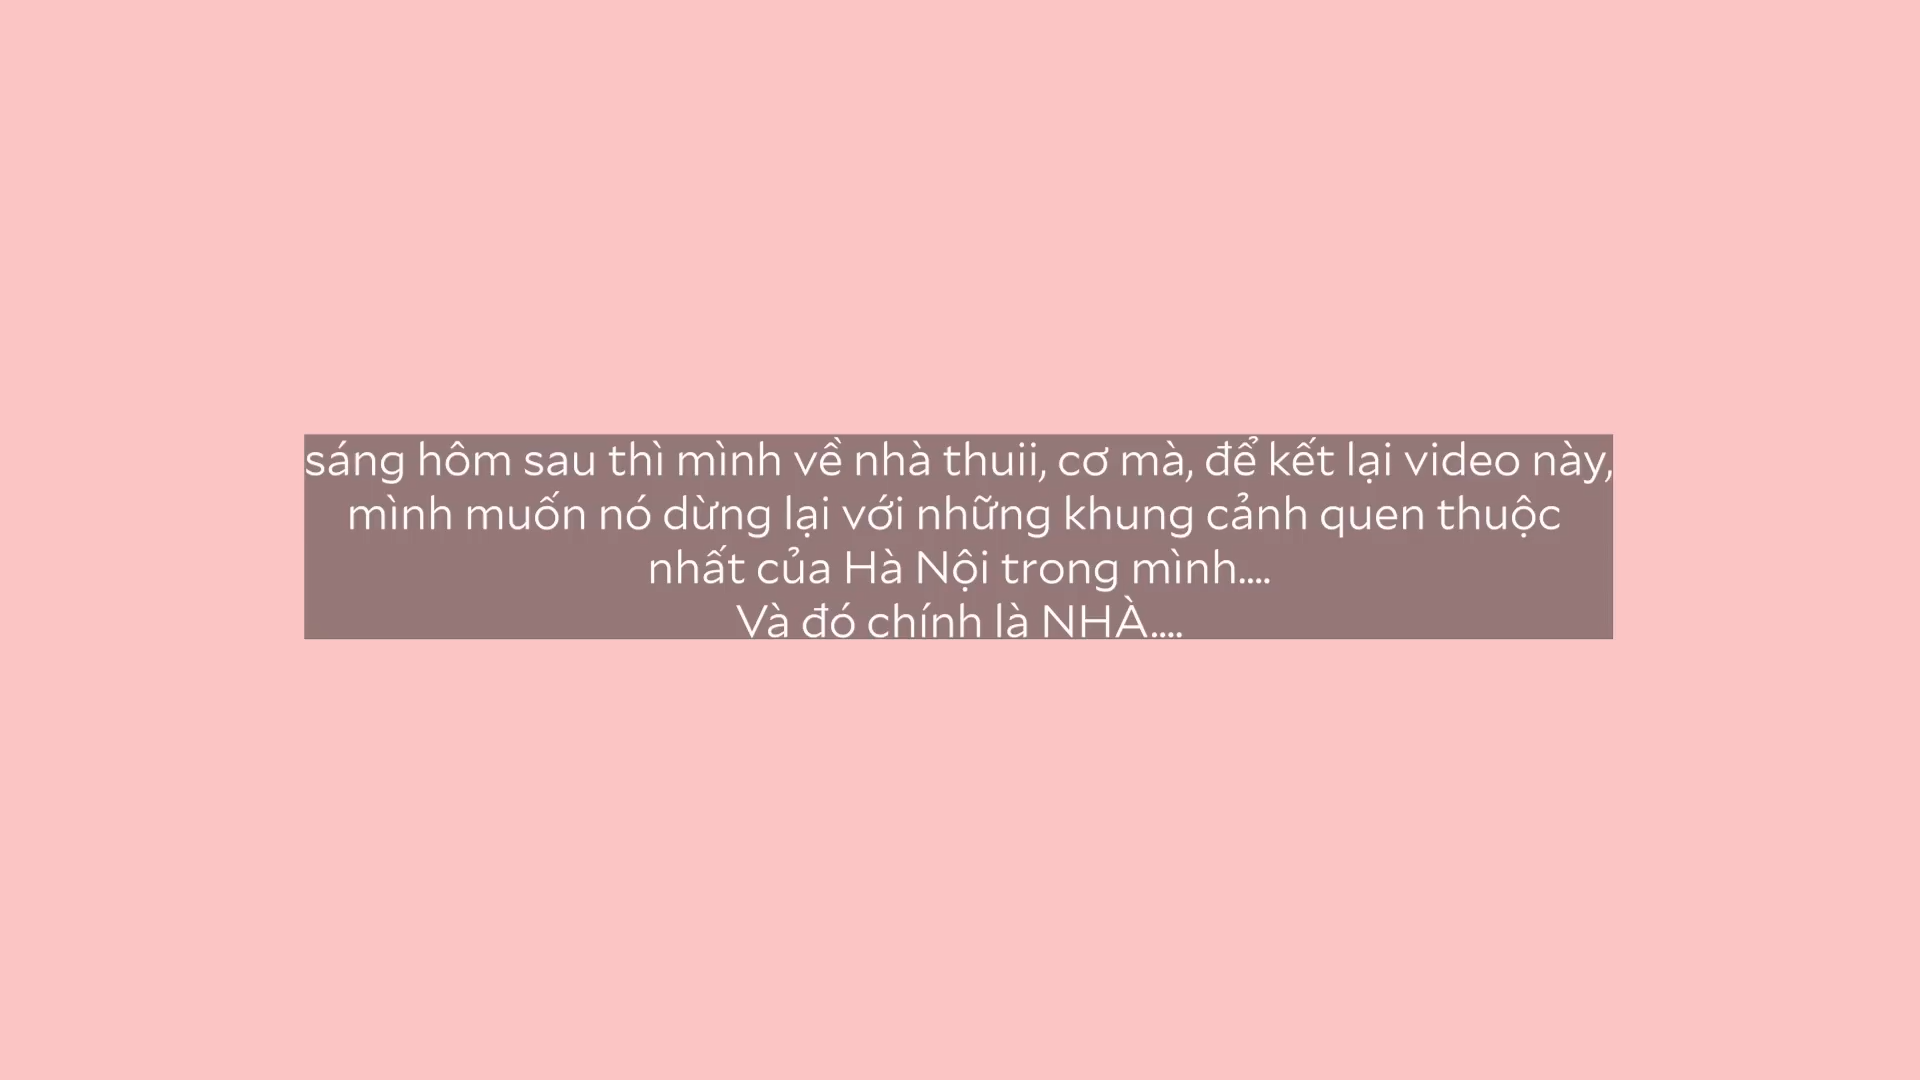 sáng hôm sau thì mình về nhà thuii, cơ mà, để kết lại video này,
mình muốn nó dừng lại với những khung cảnh quen thuộc
nhất của Hà Nội trong mình....
Và đó chính là NHÀ....